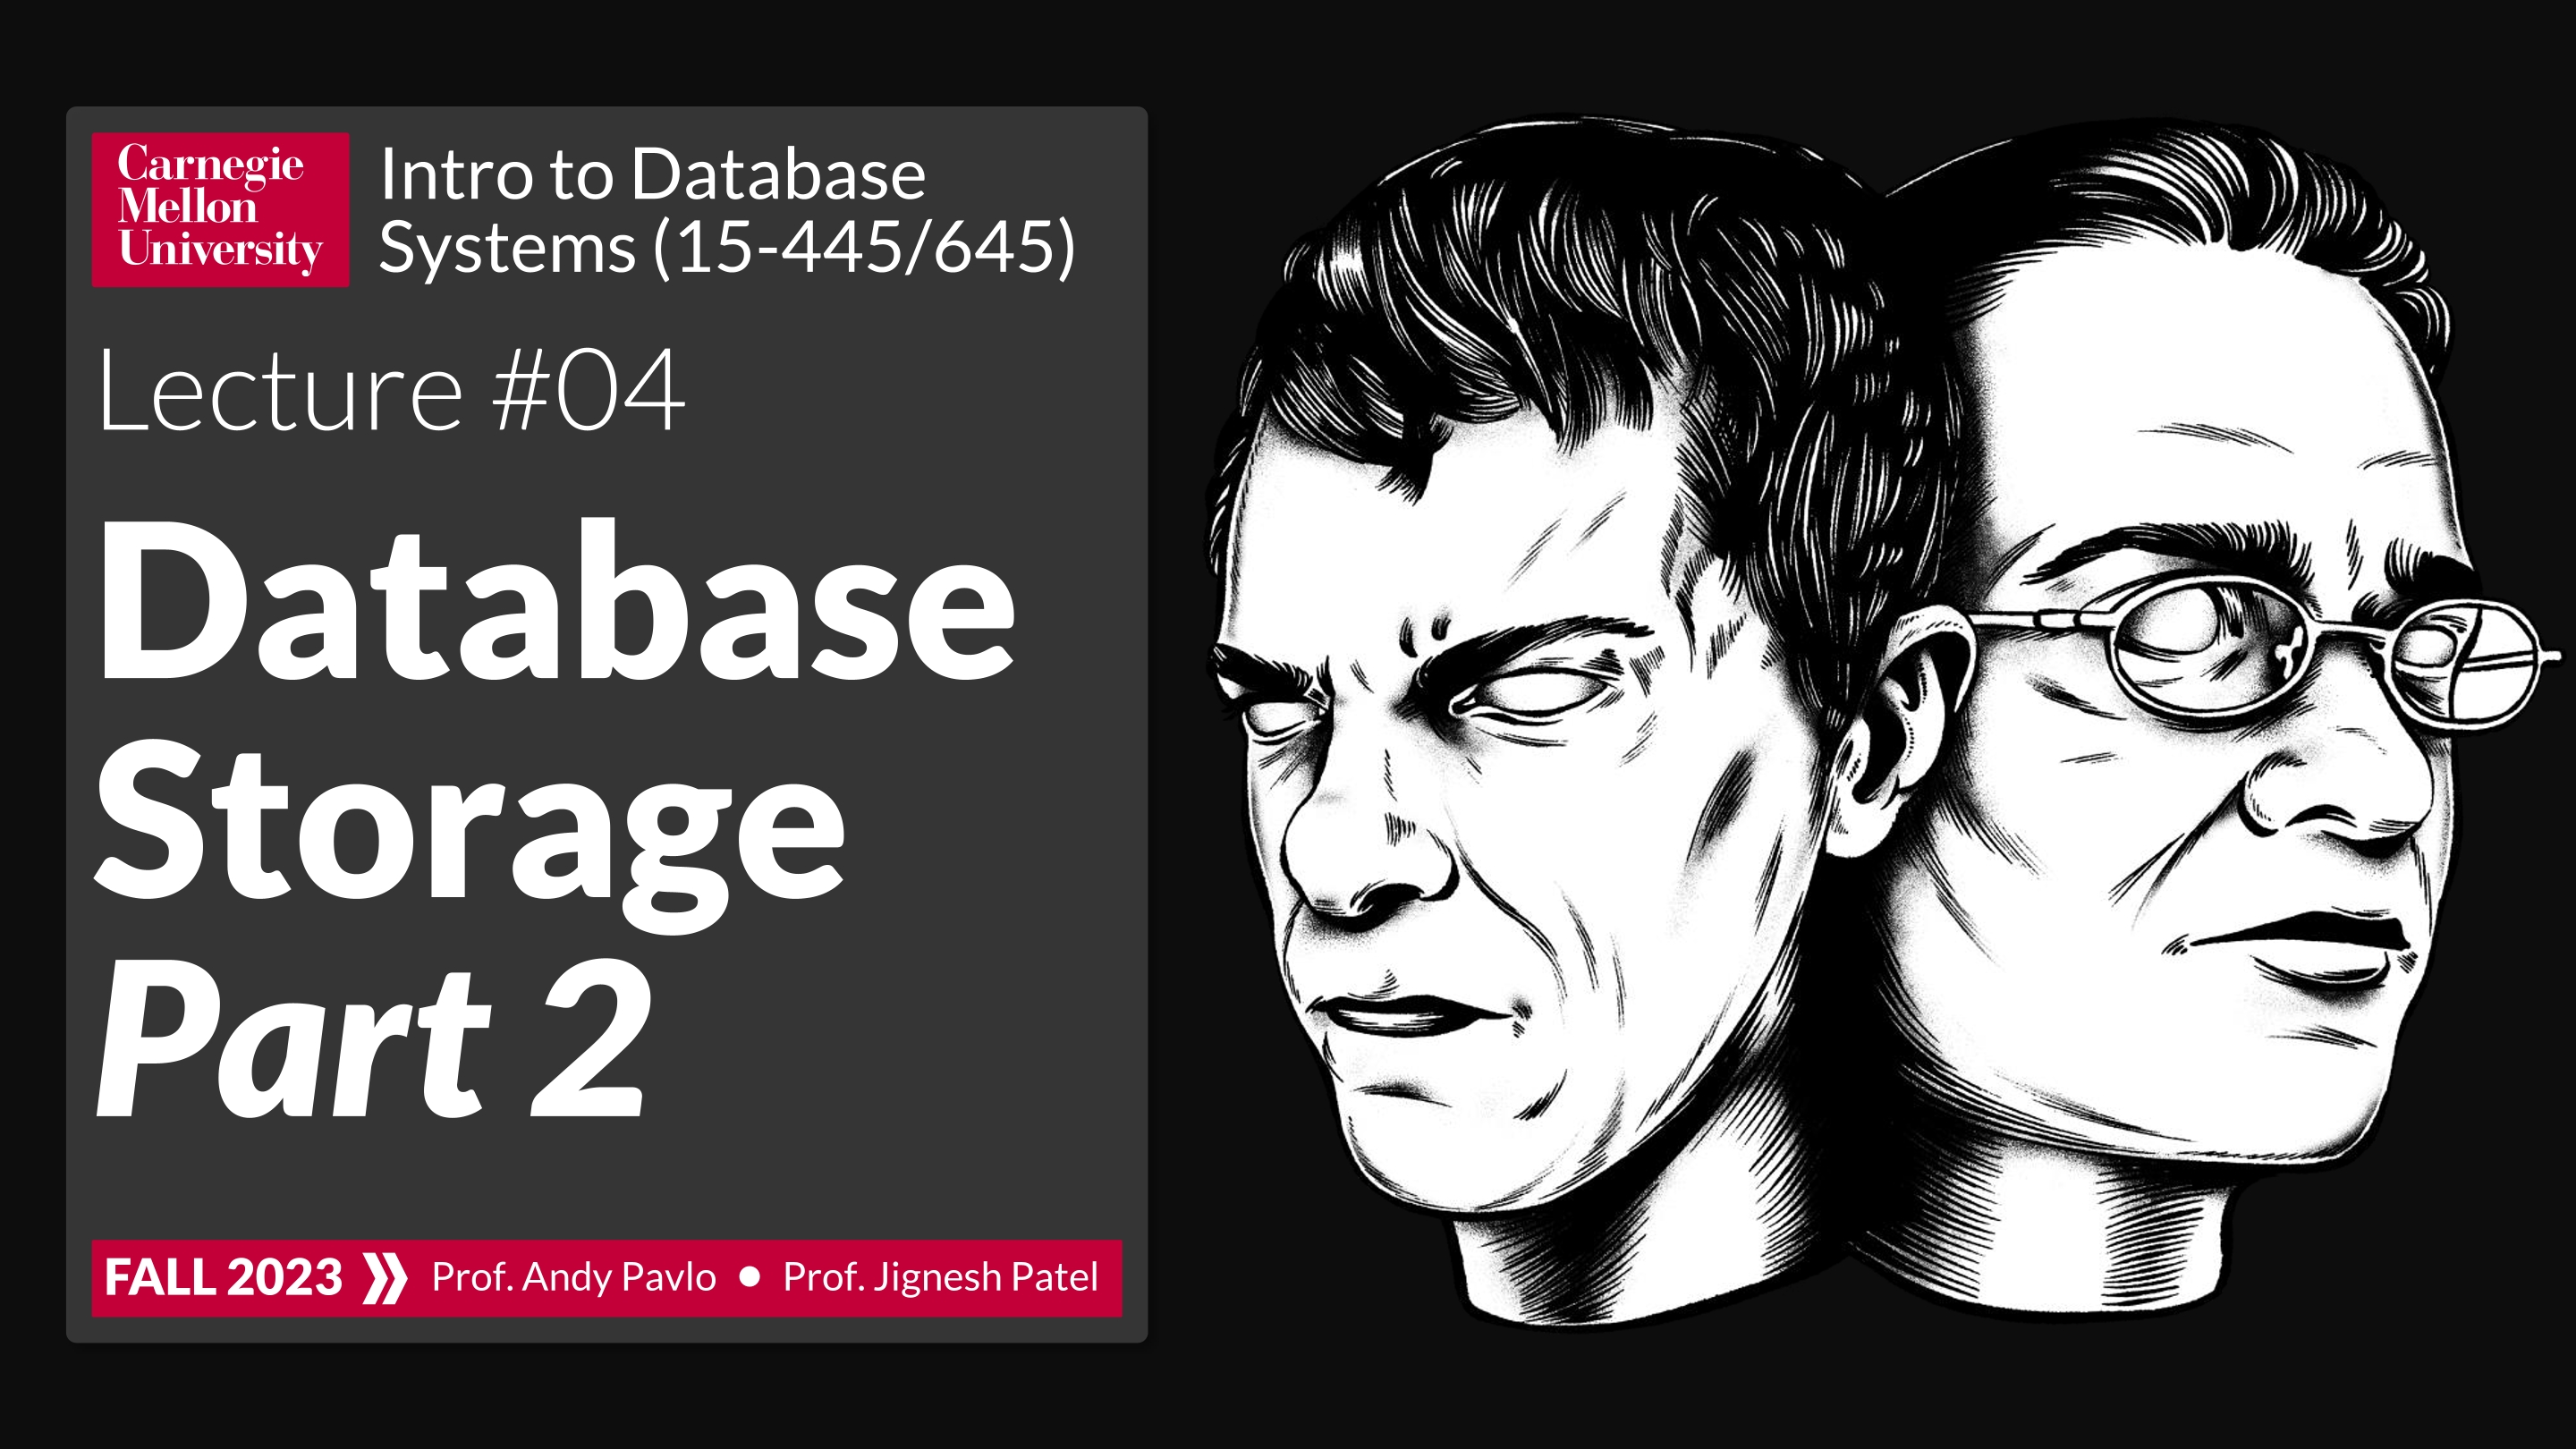 Carnegie
Mellon
University
Intro to Database
Systems (15-445/645)
Lecture #04
Database
Storage
Part 2
FALL 2023 Prof. Andy Pavlo • Prof. Jignesh Patel